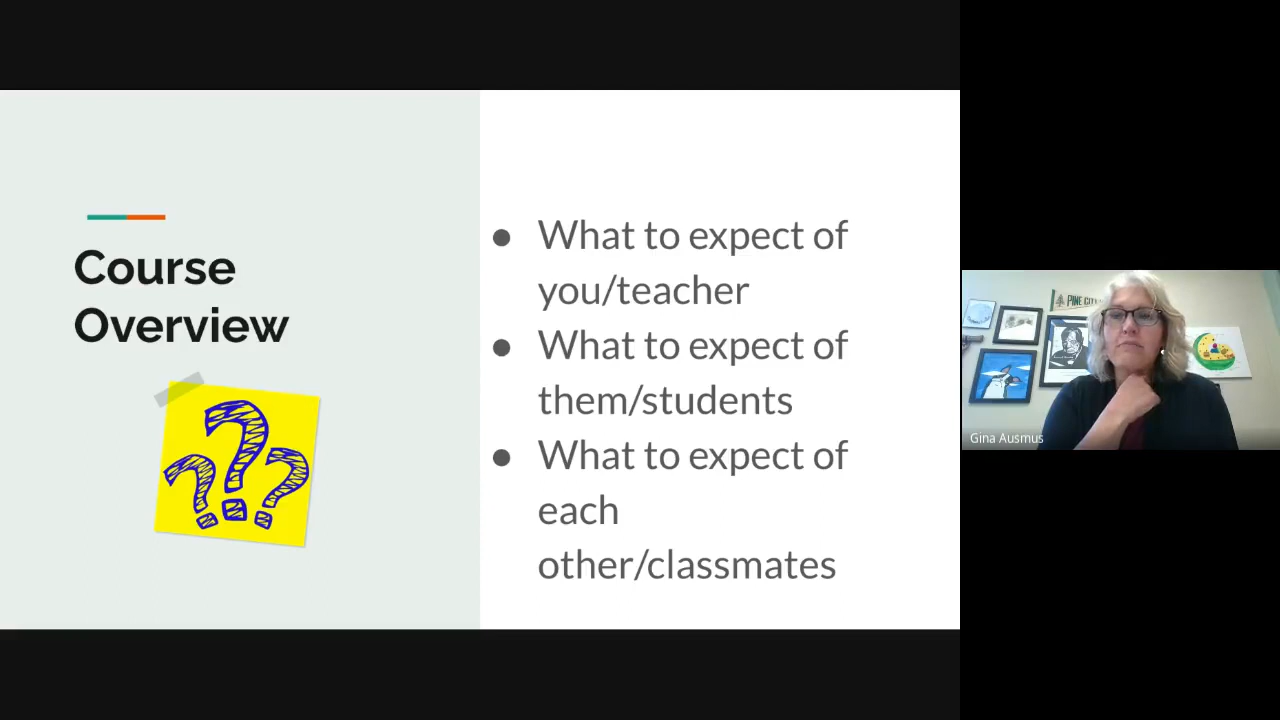 Course
Overview
???
● What to expect of
you/teacher
● What to expect of
them/students
● What to expect of
each
other/classmates
PINE CIT
Gina Ausmus